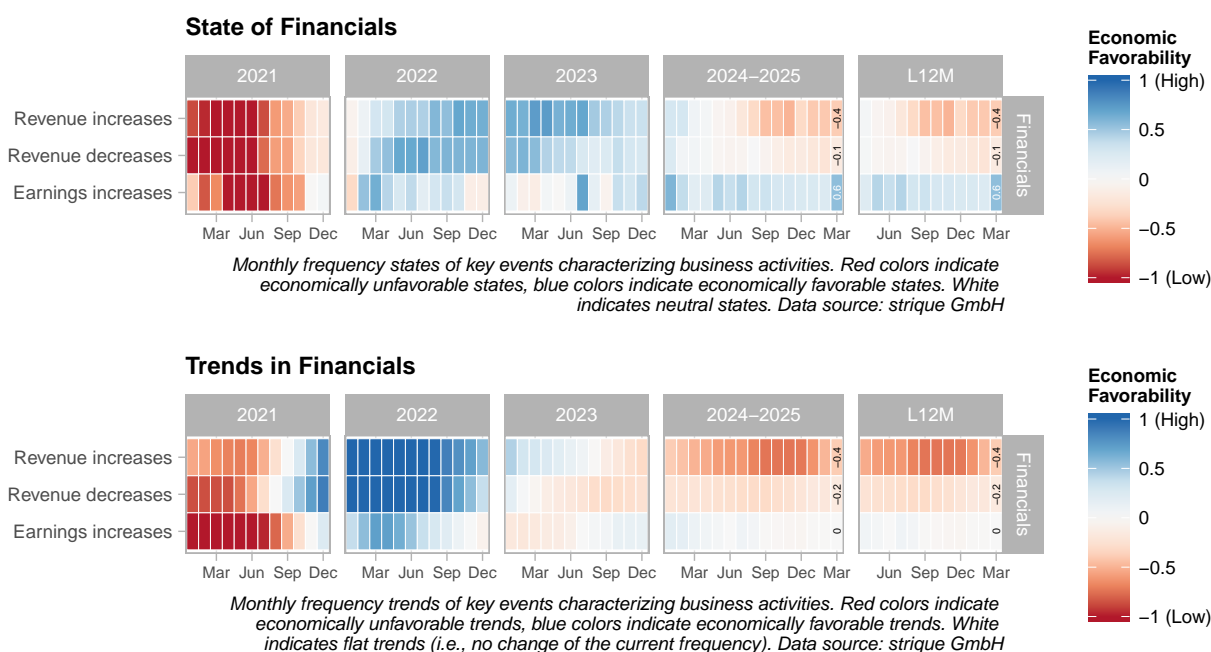 State of Financials
2021
2022
2023
2024−2025
L12M
Revenue increases
Revenue decreases
Earnings increases
−0.4
−0.1
0.6
−0.4
−0.1
0.6
Financials
Mar Jun Sep Dec
Mar Jun Sep Dec
Mar Jun Sep Dec
Mar Jun Sep Dec Mar
Jun Sep Dec Mar
Monthly frequency states of key events characterizing business activities. Red colors indicate
economically unfavorable states, blue colors indicate economically favorable states. White
indicates neutral states. Data source: strique GmbH
Economic
Favorability
1 (High)
0.5
0
−0.5
−1 (Low)
Trends in Financials
2021
2022
2023
2024−2025
L12M
Revenue increases
Revenue decreases
Earnings increases
−0.4
−0.2
0
−0.4
−0.2
0
Financials
Mar Jun Sep Dec
Mar Jun Sep Dec
Mar Jun Sep Dec
Mar Jun Sep Dec Mar
Jun Sep Dec Mar
Monthly frequency trends of key events characterizing business activities. Red colors indicate
economically unfavorable trends, blue colors indicate economically favorable trends. White
indicates flat trends (i.e., no change of the current frequency). Data source: strique GmbH
Economic
Favorability
1 (High)
0.5
0
−0.5
−1 (Low)